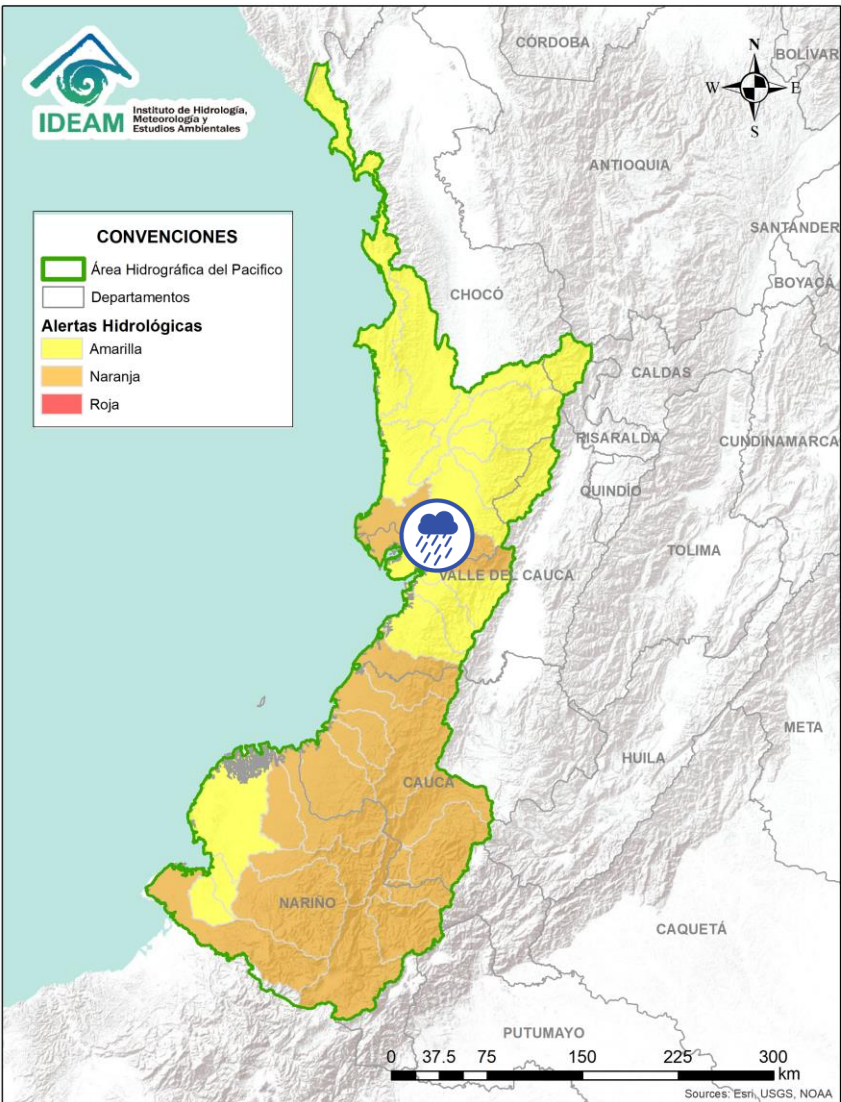 IDEAM
Instituto de Hidrología,
Meteorología y
Estudios Ambientales
CÓRDOBA
BOLÍVAR
N
W
E
S
ANTIOQUIA
SANTANDER
BOYACÁ
CONVENCIONES
Área Hidrográfica del Pacifico
Departamentos
Alertas Hidrológicas
Amarilla
Naranja
Roja
CHOCÓ
CALDAS
RISARALDA
CUNDINAMARCA
QUINDÍO
TOLIMA
VALLE DEL CAUCA
META
HUILA
CAUCA
NARIÑO
CAQUETÁ
PUTUMAYO
0 37.5 75 150 225 300
km
Sources: Esri, USGS, NOAA